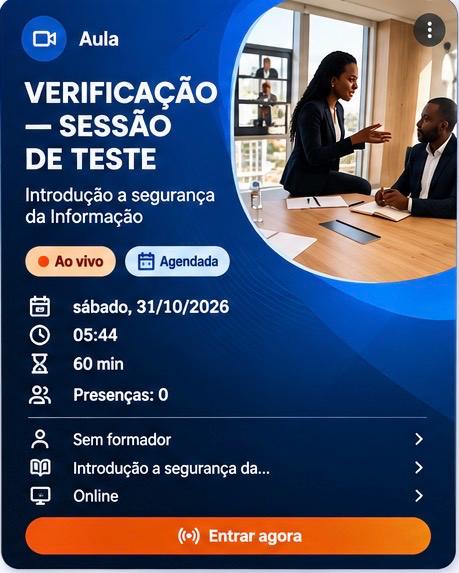 Aula
VERIFICAÇÃO
— SESSÃO
DE TESTE
Introdução a segurança
da Informação
Ao vivo
Agendada
sábado, 31/10/2026
05:44
60 min
Presenças: 0
Sem formador
Introdução a segurança da...
Online
Entrar agora